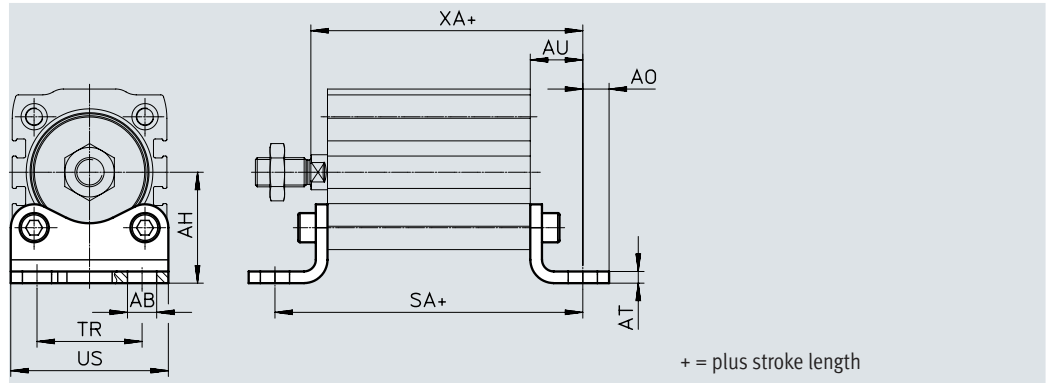 XA+
AU
AO
AH
AB
TR
US
SA+
AT
+ = plus stroke length